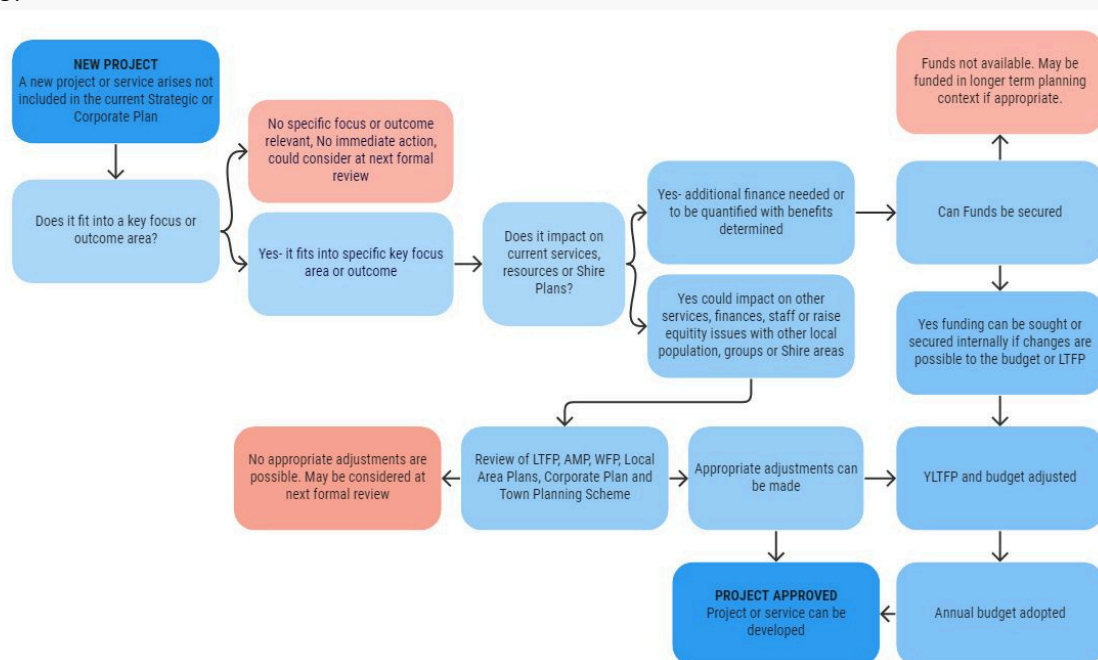 NEW PROJECT
A new project or service arises not
included in the current Strategic or
Corporate Plan
Does it fit into a key focus or
outcome area?
No specific focus or outcome
relevant, No immediate action,
could consider at next formal
review
Yes- it fits into specific key focus
area or outcome
Does it impact on
current services,
resources or Shire
Plans?
Yes- additional finance needed or
to be quantified with benefits
determined
Yes could impact on other
services, finances, staff or raise
equitity issues with other local
population, groups or Shire areas
Funds not available. May be
funded in longer term planning
context if appropriate.
Can Funds be secured
Yes funding can be sought or
secured internally if changes are
possible to the budget or LTFP
No appropriate adjustments are
possible. May be considered at
next formal review
Review of LTFP, AMP, WFP, Local
Area Plans, Corporate Plan and
Town Planning Scheme
Appropriate adjustments can
be made
YLTFP and budget adjusted
PROJECT APPROVED
Project or service can be
developed
Annual budget adopted